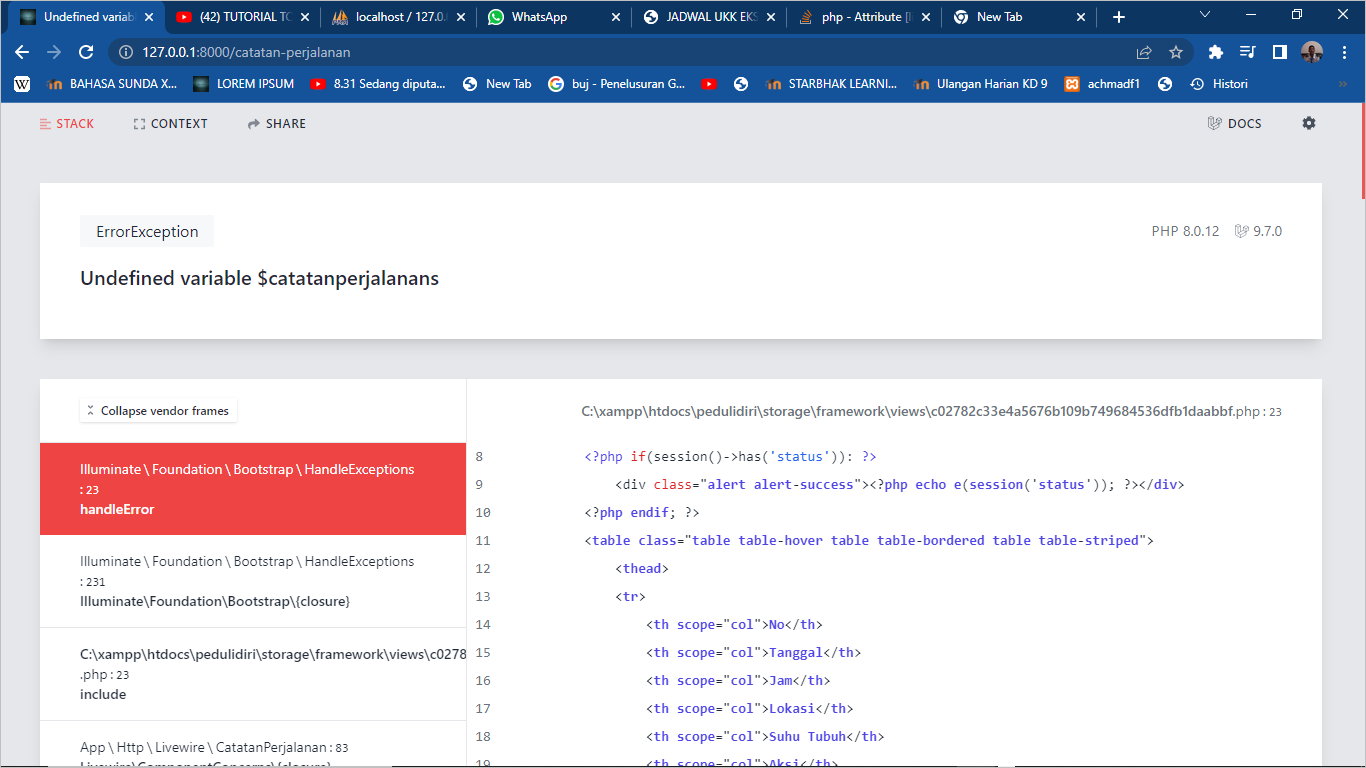 Undefined variab
(42) TUTORIAL TO
localhost / 127.0.
WhatsApp
JADWAL UKK EKS
php - Attribute [l
New Tab
127.0.0.1:8000/catatan-perjalanan
BAHASA SUNDA X...
LOREM IPSUM
8.31 Sedang diputa...
New Tab
buj - Penelusuran G...
STARBHAK LEARNI...
Ulangan Harian KD 9
achmadf1
Histori
»
STACK
CONTEXT
SHARE
DOCS
ErrorException
PHP 8.0.12
9.7.0
Undefined variable $catatanperjalanans
Collapse vendor frames
Illuminate \ Foundation \ Bootstrap \ HandleExceptions
: 23
handleError
Illuminate \ Foundation \ Bootstrap \ HandleExceptions
: 231
Illuminate\Foundation\Bootstrap\{closure}
C:\xampp\htdocs\pedulidiri\storage\framework\views\c0278
.php : 23
include
App \ Http \ Livewire \ CatatanPerjalanan : 83
Livewire\ComponentConcerns\{closure}
C:\xampp\htdocs\pedulidiri\storage\framework\views\c02782c33e4a5676b109b749684536dfb1daabbf.php : 23
8 <?php if(session()->has('status')): ?>
9 <div class="alert alert-success"><?php echo e(session('status')); ?></div>
10 <?php endif; ?>
11 <table class="table table-hover table table-bordered table table-striped">
12 <thead>
13 <tr>
14 <th scope="col">No</th>
15 <th scope="col">Tanggal</th>
16 <th scope="col">Jam</th>
17 <th scope="col">Lokasi</th>
18 <th scope="col">Suhu Tubuh</th>
19 <th scope="col">Aksi</th>